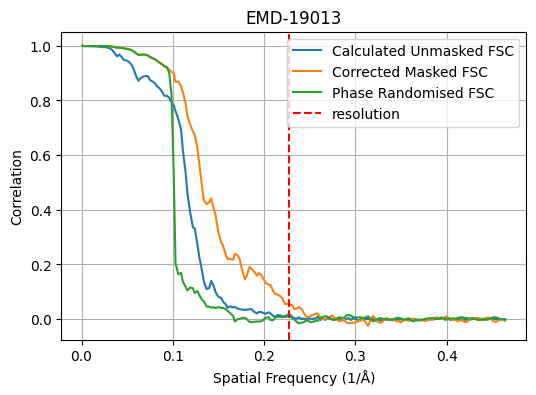 EMD-19013
Calculated Unmasked FSC
Corrected Masked FSC
Phase Randomised FSC
resolution
Correlation
1.0
0.8
0.6
0.4
0.2
0.0
0.0 0.1 0.2 0.3 0.4
Spatial Frequency (1/Å)